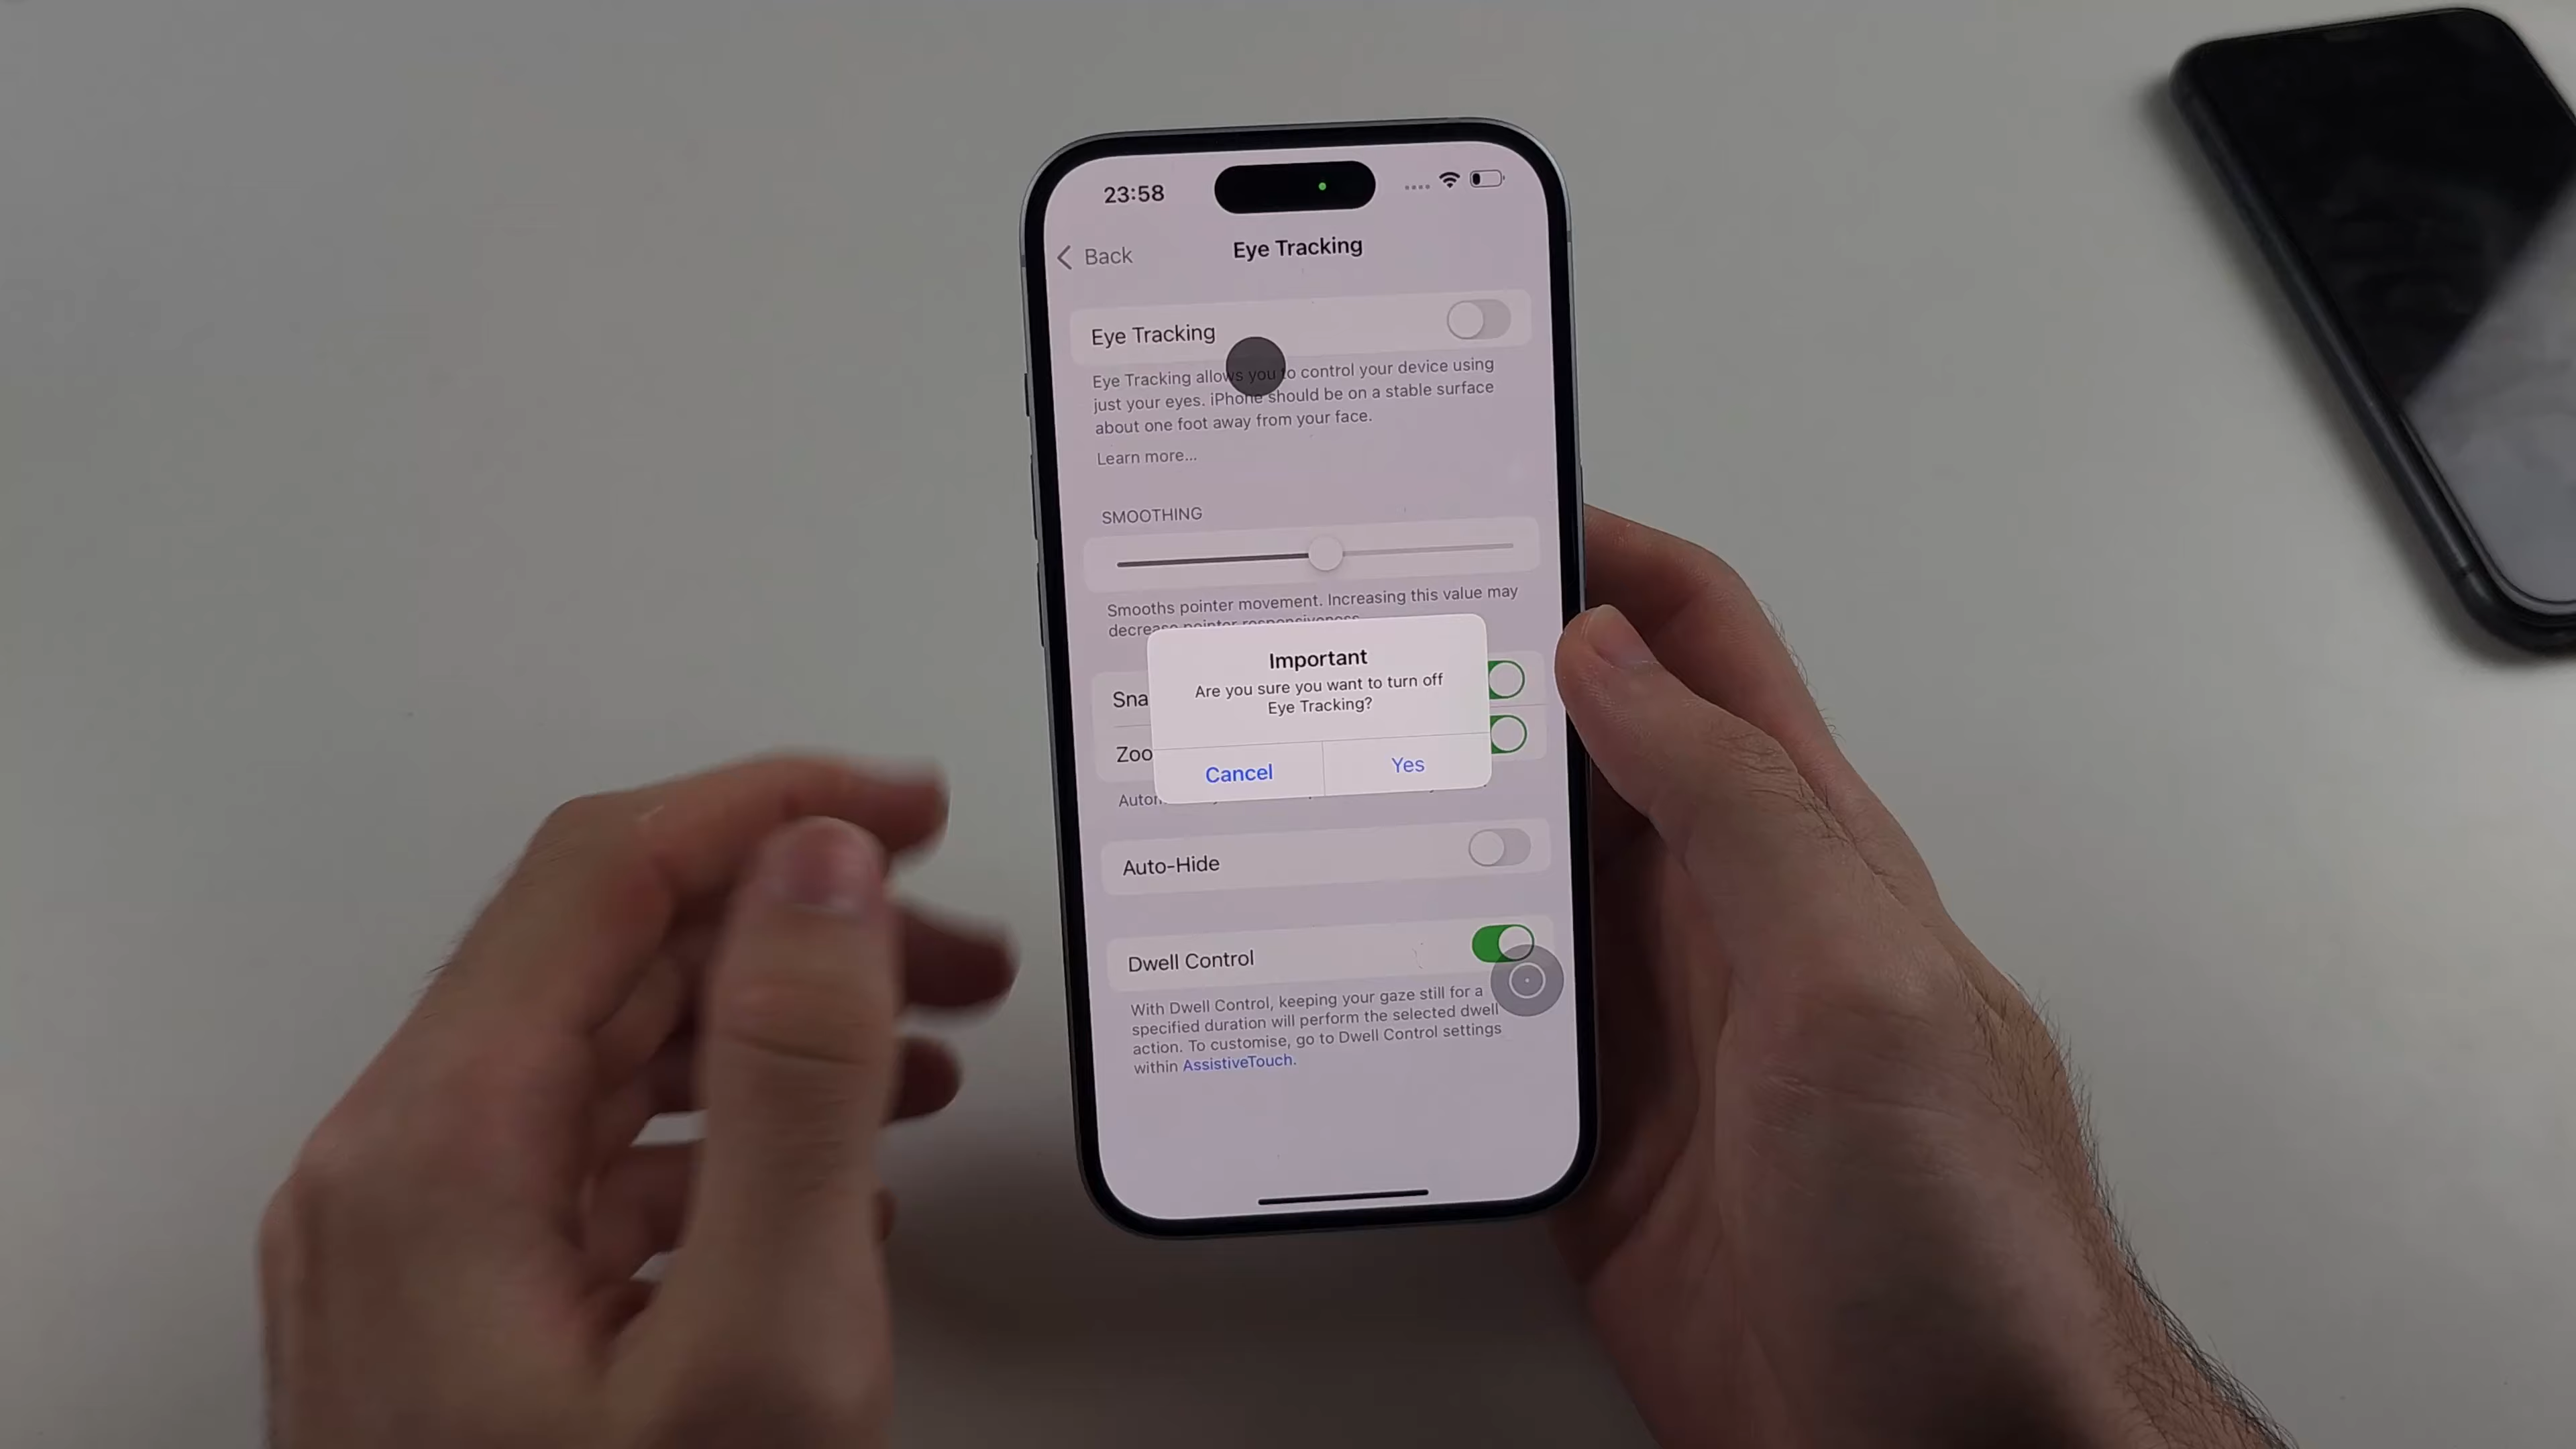 23:58
Back
Eye Tracking
Eye Tracking
Eye Tracking allows you to control your device using
just your eyes. iPhone should be on a stable surface
about one foot away from your face.
Learn more...
SMOOTHING
Smooths pointer movement. Increasing this value may
decrease pointer responsiveness.
Important
Are you sure you want to turn off
Eye Tracking?
Cancel
Yes
Sna
Zoo
Auto-Hide
Dwell Control
With Dwell Control, keeping your gaze still for a
specified duration will perform the selected dwell
action. To customise, go to Dwell Control settings
within AssistiveTouch.